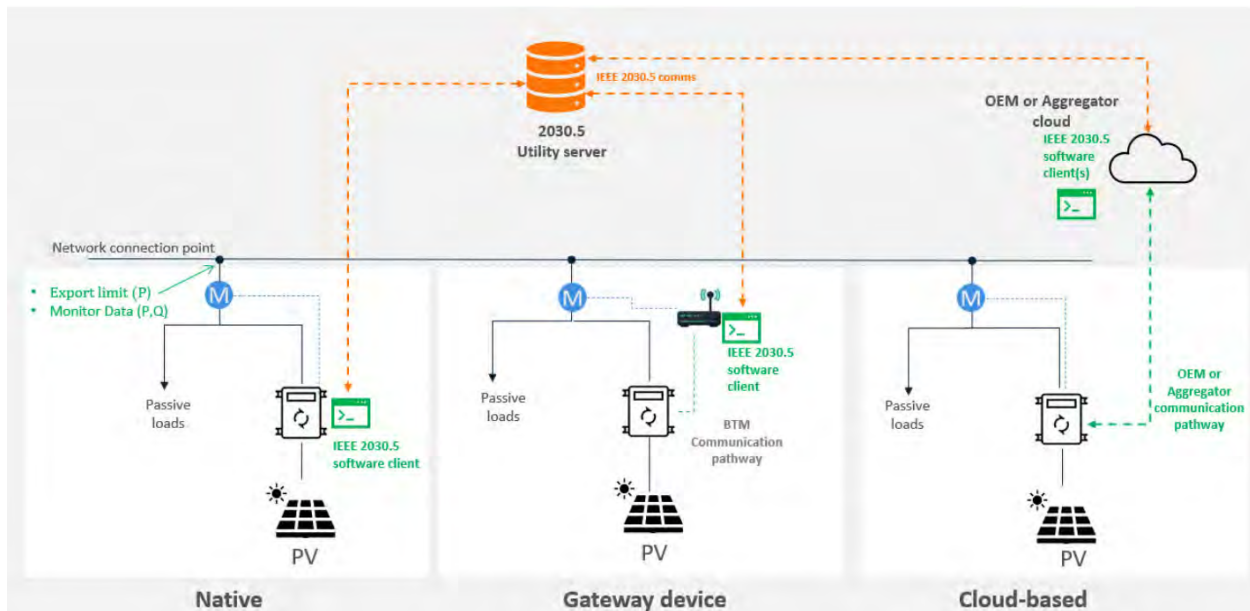 IEEE 2030.5 comms
2030.5
Utility server
OEM or Aggregator
cloud
IEEE 2030.5
software
client(s)
>_
Network connection point
• Export limit (P)
• Monitor Data (P,Q)
M
Passive
loads
>_
IEEE 2030.5
software client
PV
Native
M
Passive
loads
>_
IEEE 2030.5
software
client
BTM
Communication
pathway
PV
Gateway device
M
Passive
loads
OEM or
Aggregator
communication
pathway
PV
Cloud-based